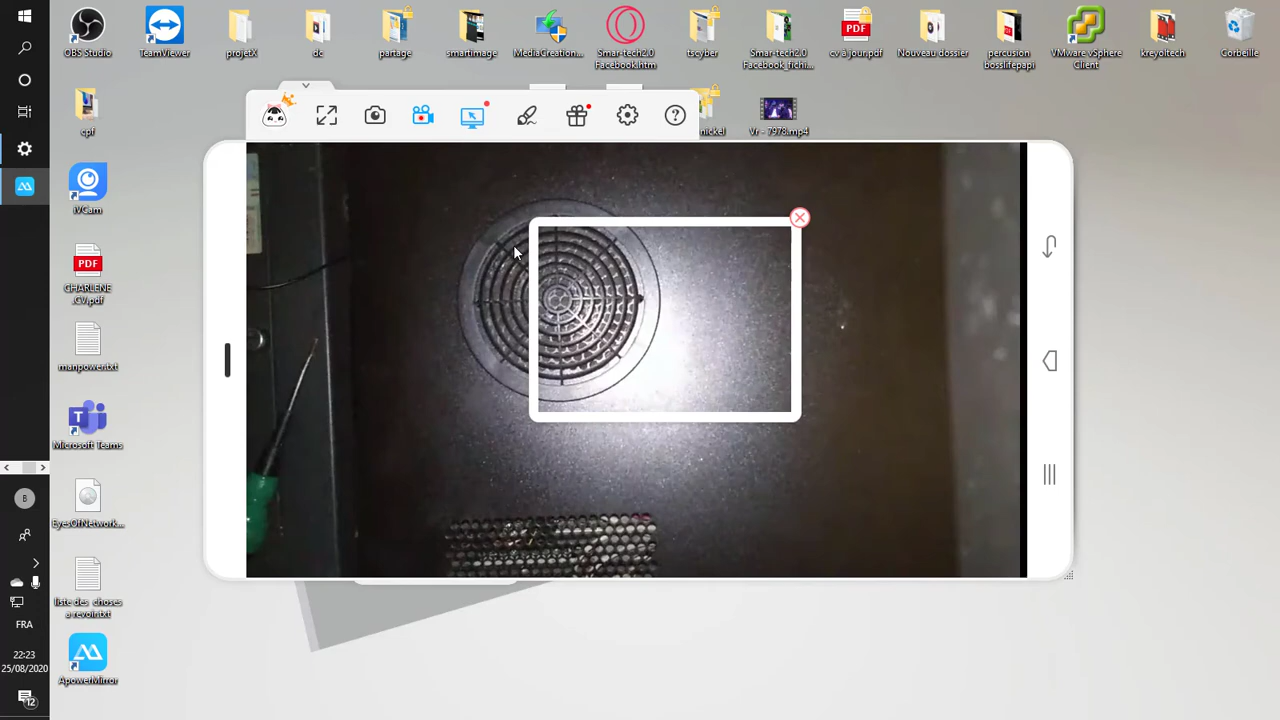 OBS Studio
TeamViewer
projetX
dc
partage
smartimage
MediaCreation...
Smartech2.0
Facebook.htm
tscyber
Smar-tech2.0
Facebook_fichi...
PDF
cv à jour.pdf
Nouveau dossier
percusion
bosslifepapi
VMware vSphere
Client
kreyoltech
Corbeille
cpf
nickel
Vr - 7978.mp4
iVCam
PDF
CHARLENE
.CV.pdf
manpower.txt
Microsoft Teams
B
EyesOfNetwork...
liste des choses
a revoir.txt
FRA
22:23
25/08/2020
ApowerMirror
12